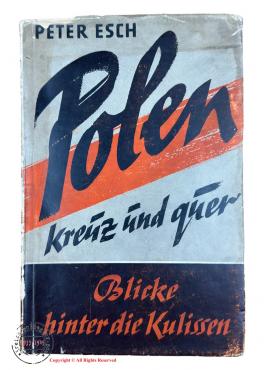 PETER ESCH
Polen
kreuz und quer
Blicke
hinter die Kulissen
Copyright © All Rights Reserved